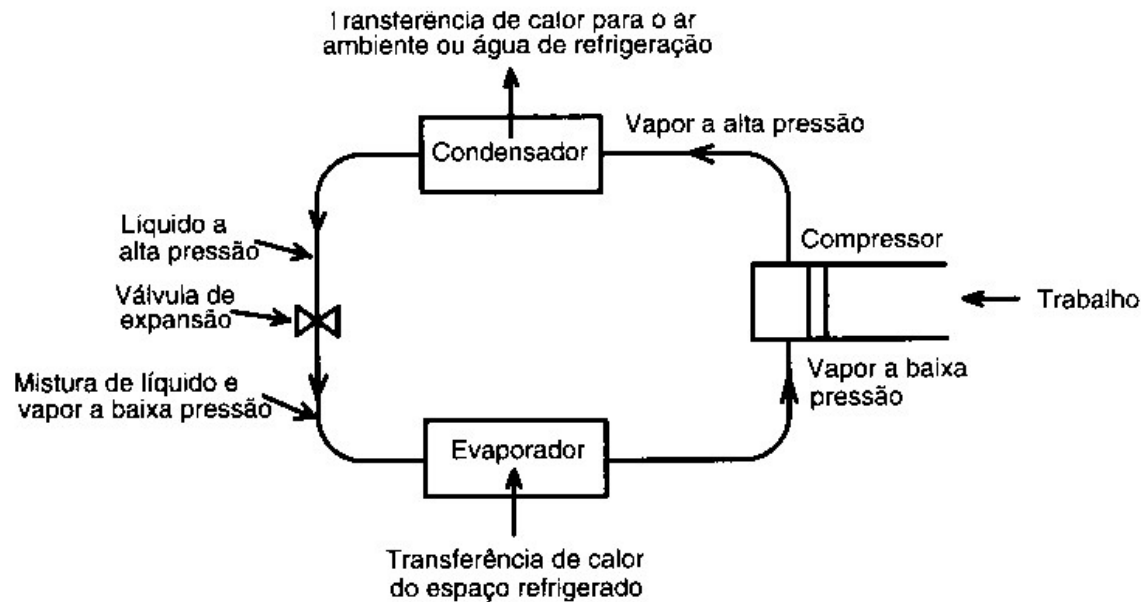 Transferência de calor para o ar
ambiente ou água de refrigeração
Condensador
Vapor a alta pressão
Líquido a
alta pressão
Compressor
Válvula de
expansão
Trabalho
Mistura de líquido e
vapor a baixa pressão
Vapor a baixa
pressão
Evaporador
Transferência de calor
do espaço refrigerado